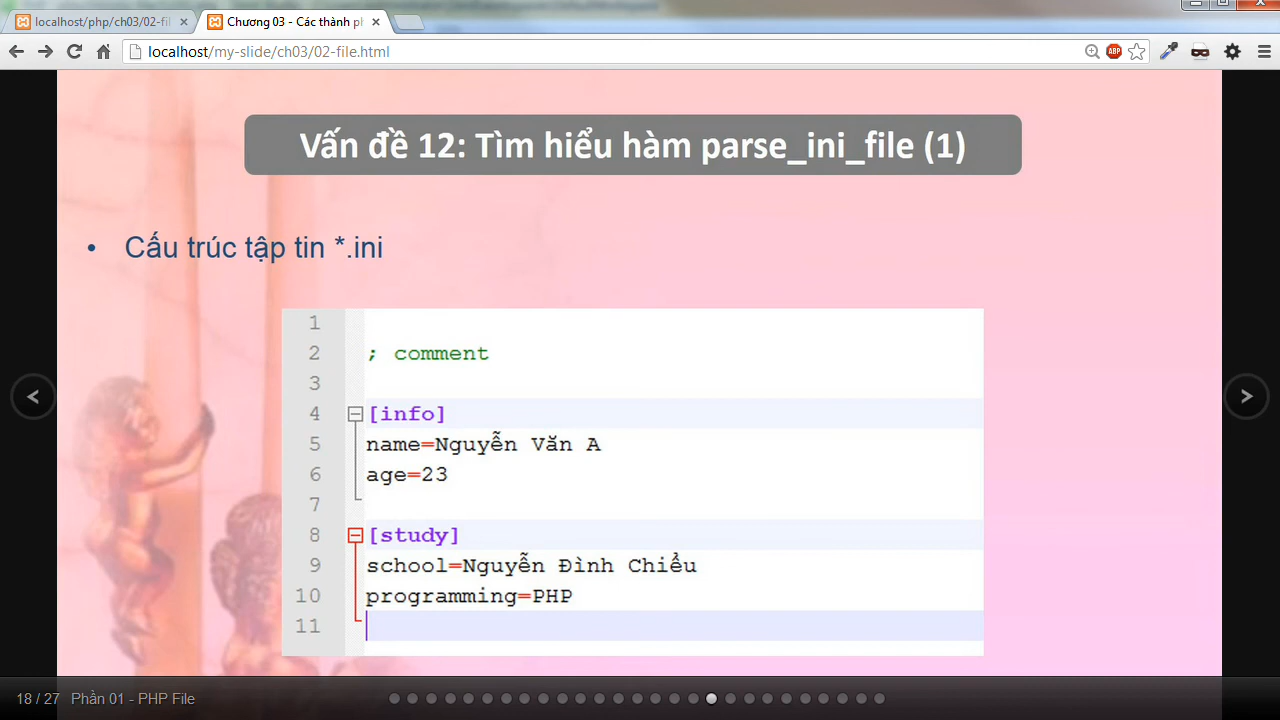 localhost/php/ch03/02-fil
Chương 03 - Các thành pl
localhost/my-slide/ch03/02-file.html
ABP
Vấn đề 12: Tìm hiểu hàm parse_ini_file (1)
• Cấu trúc tập tin *.ini
1
2 ; comment
3
4 [info]
5 name=Nguyễn Văn A
6 age=23
7
8 [study]
9 school=Nguyễn Đình Chiểu
10 programming=PHP
11
18 / 27 Phần 01 - PHP File